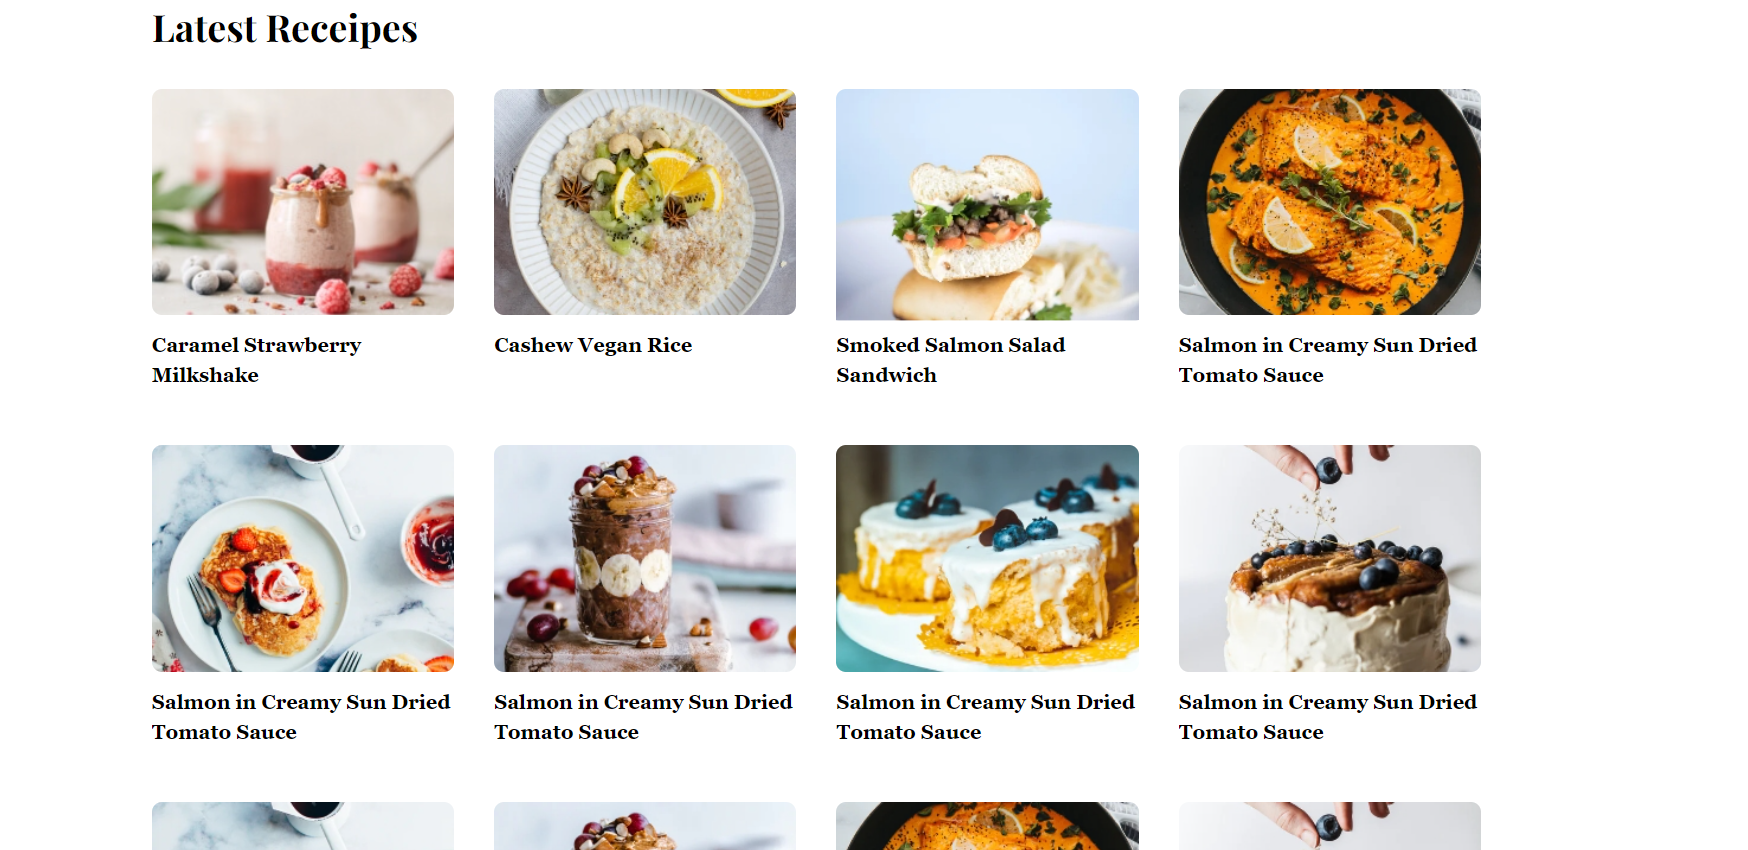 Latest Receipes
Caramel Strawberry
Milkshake
Cashew Vegan Rice
Smoked Salmon Salad
Sandwich
Salmon in Creamy Sun Dried
Tomato Sauce
Salmon in Creamy Sun Dried
Tomato Sauce
Salmon in Creamy Sun Dried
Tomato Sauce
Salmon in Creamy Sun Dried
Tomato Sauce
Salmon in Creamy Sun Dried
Tomato Sauce